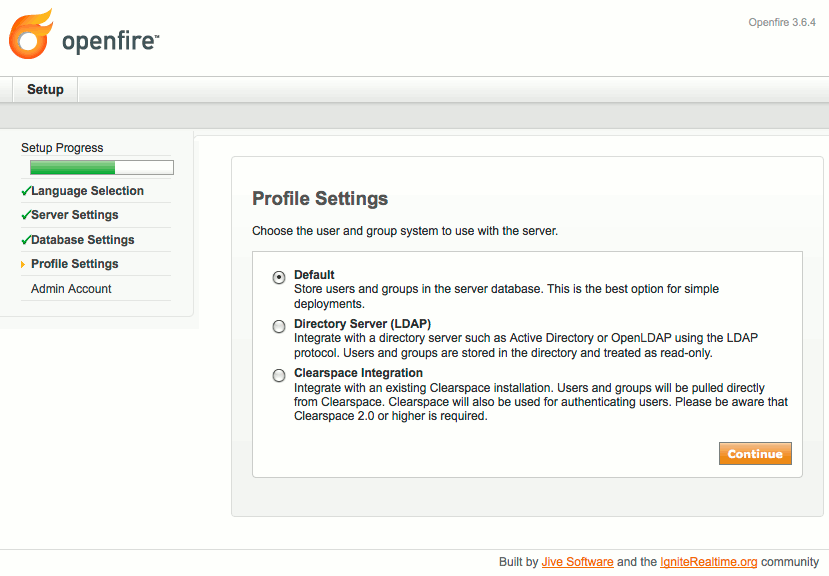 openfire™
Openfire 3.6.4
Setup
Setup Progress
Language Selection
Server Settings
Database Settings
Profile Settings
Admin Account
Profile Settings
Choose the user and group system to use with the server.
Default
Store users and groups in the server database. This is the best option for simple
deployments.
Directory Server (LDAP)
Integrate with a directory server such as Active Directory or OpenLDAP using the LDAP
protocol. Users and groups are stored in the directory and treated as read-only.
Clearspace Integration
Integrate with an existing Clearspace installation. Users and groups will be pulled directly
from Clearspace. Clearspace will also be used for authenticating users. Please be aware that
Clearspace 2.0 or higher is required.
Continue
Built by Jive Software and the IgniteRealtime.org community